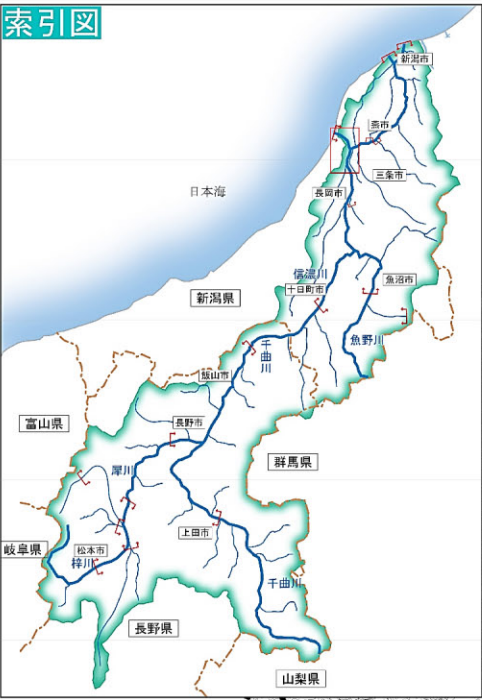 索引図
新潟市
燕市
三条市
日本海
長岡市
信濃川
魚沼市
十日町市
新潟県
魚野川
千曲川
飯山市
富山県
長野市
群馬県
犀川
上田市
岐阜県
松本市
梓川
千曲川
長野県
山梨県